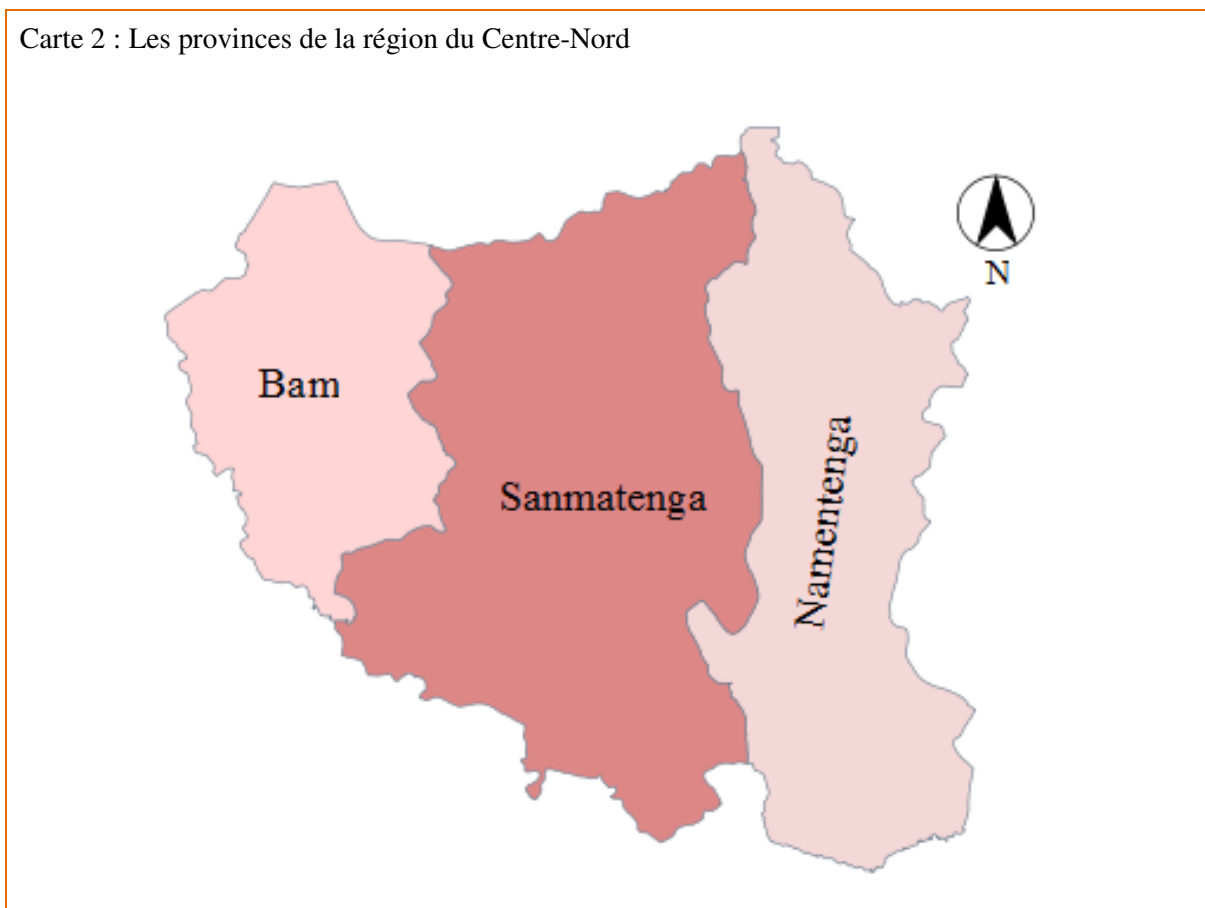 Carte 2 : Les provinces de la région du Centre-Nord
N
Bam
Sanmatenga
Namentenga